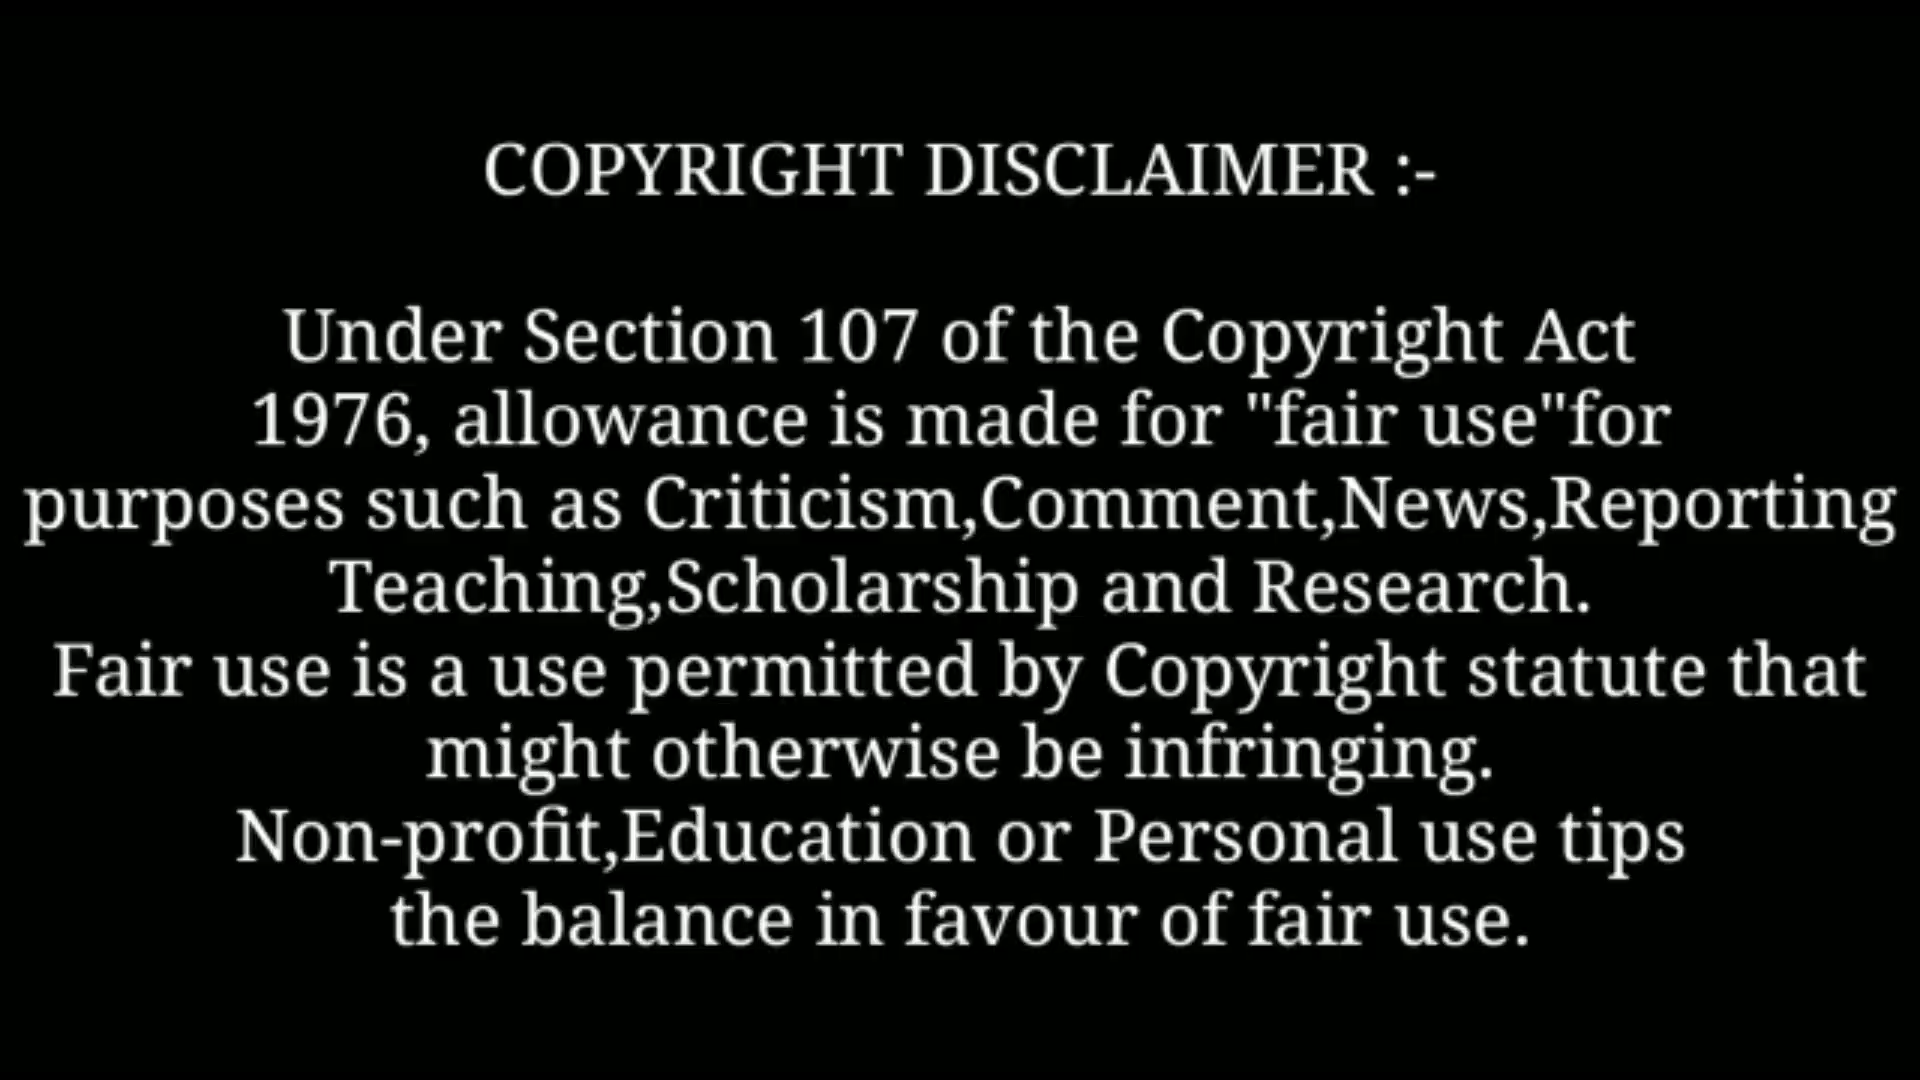 COPYRIGHT DISCLAIMER :-
Under Section 107 of the Copyright Act
1976, allowance is made for "fair use"for
purposes such as Criticism,Comment,News,Reporting
Teaching,Scholarship and Research.
Fair use is a use permitted by Copyright statute that
might otherwise be infringing.
Non-profit,Education or Personal use tips
the balance in favour of fair use.